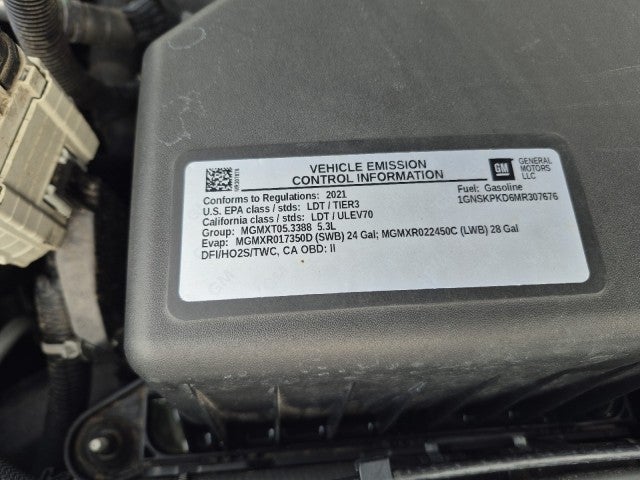 VEHICLE EMISSION
CONTROL INFORMATION
GM GENERAL MOTORS LLC
Conforms to Regulations: 2021
Fuel: Gasoline
U.S. EPA class / stds: LDT / TIER3
1GNSKPKD6MR307676
California class / stds: LDT / ULEV70
Group: MGMXT05.3388 5.3L
Evap: MGMXR017350D (SWB) 24 Gal; MGMXR022450C (LWB) 28 Gal
DFI/HO2S/TWC, CA OBD: II